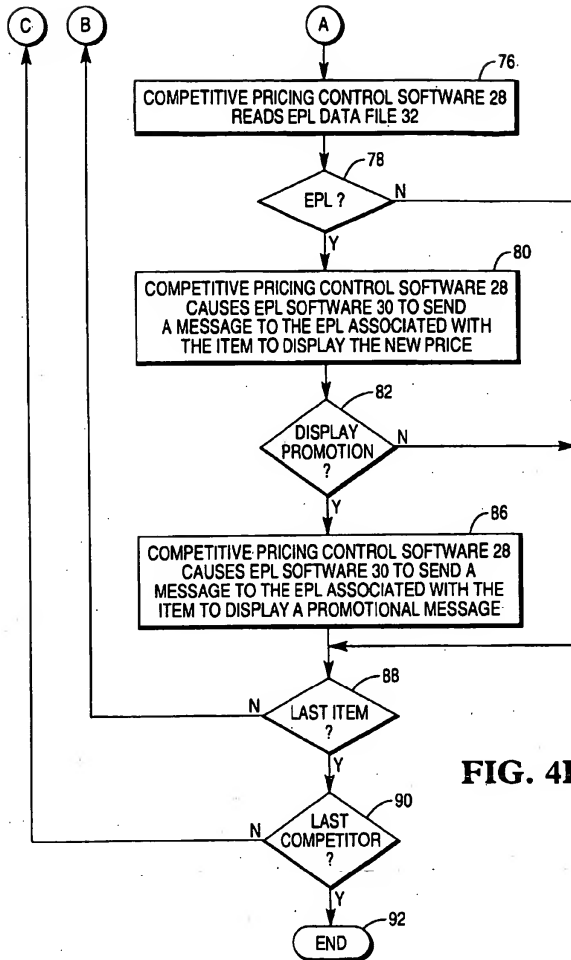 C
B
A
76
COMPETITIVE PRICING CONTROL SOFTWARE 28
READS EPL DATA FILE 32
78
EPL ?
N
Y
80
COMPETITIVE PRICING CONTROL SOFTWARE 28
CAUSES EPL SOFTWARE 30 TO SEND
A MESSAGE TO THE EPL ASSOCIATED WITH
THE ITEM TO DISPLAY THE NEW PRICE
82
DISPLAY
PROMOTION
?
N
Y
86
COMPETITIVE PRICING CONTROL SOFTWARE 28
CAUSES EPL SOFTWARE 30 TO SEND A
MESSAGE TO THE EPL ASSOCIATED WITH THE
ITEM TO DISPLAY A PROMOTIONAL MESSAGE
88
N
LAST ITEM
?
Y
FIG.
90
N
LAST
COMPETITOR
?
Y
92
END